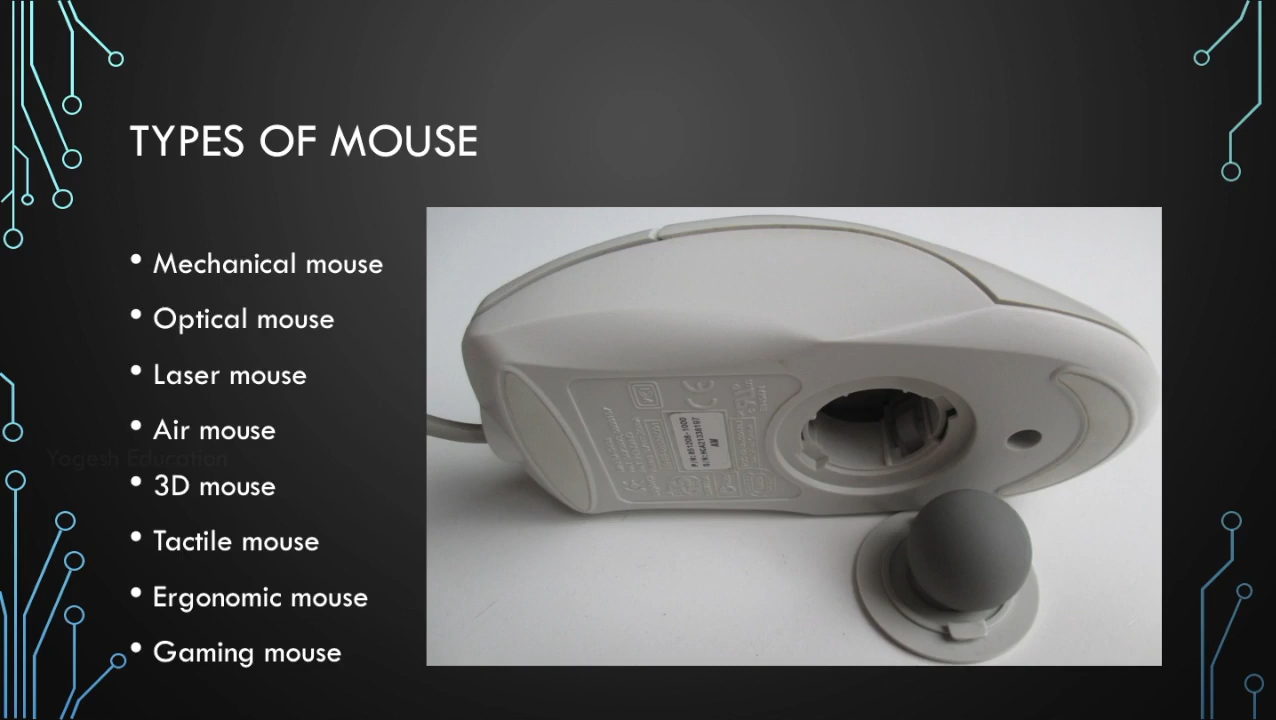 TYPES OF MOUSE
• Mechanical mouse
• Optical mouse
• Laser mouse
• Air mouse
Yogesh Education
• 3D mouse
• Tactile mouse
• Ergonomic mouse
• Gaming mouse